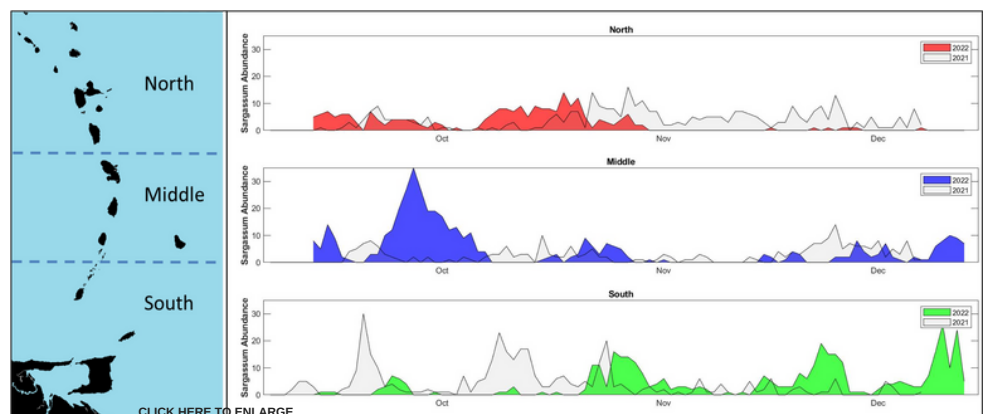 North
Middle
South
CLICK HERE TO ENLARGE
North
Sargassum Abundance
30
20
10
0
2022
2021
Oct
Nov
Dec
Middle
Sargassum Abundance
30
20
10
0
2022
2021
Oct
Nov
Dec
South
Sargassum Abundance
30
20
10
0
2022
2021
Oct
Nov
Dec